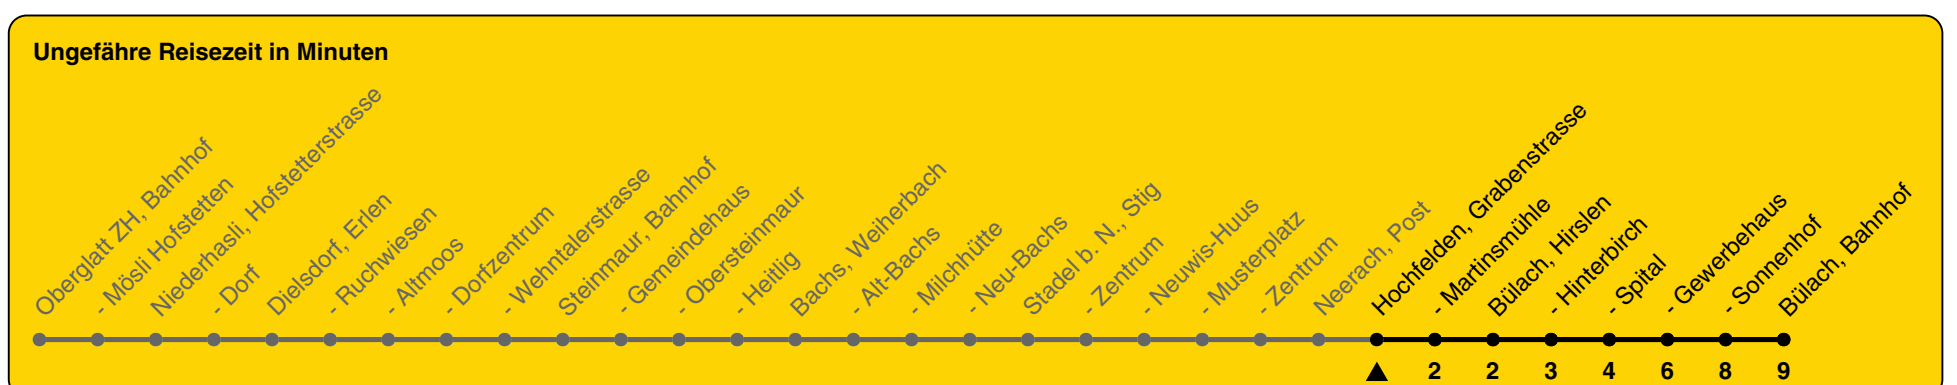 Ungefähre Reisezeit in Minuten
Oberglatt ZH, Bahnhof
- Mösli Hofstetten
Niederhasli, Hofstetterstrasse
- Dorf
Dielsdorf, Erlen
- Ruchwiesen
- Altmoos
- Dorfzentrum
- Wehntalerstrasse
Steinmaur, Bahnhof
- Gemeindehaus
- Obersteinmaur
- Heitlig
Bachs, Weiherbach
- Alt-Bachs
- Milchhütte
- Neu-Bachs
Stadel b. N., Stig
- Zentrum
- Neuwis-Huus
- Musterplatz
- Zentrum
Neerach, Post
Hochfelden, Grabenstrasse
- Martinsmühle
Bülach, Hirslen
- Hinterbirch
- Spital
- Gewerbehaus
- Sonnenhof
Bülach, Bahnhof
2 2 3 4 6 8 9